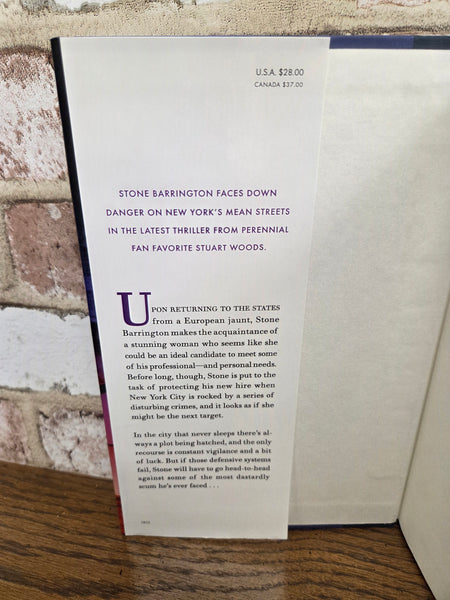 U.S.A. $28.00
CANADA $37.00
STONE BARRINGTON FACES DOWN
DANGER ON NEW YORK'S MEAN STREETS
IN THE LATEST THRILLER FROM PERENNIAL
FAN FAVORITE STUART WOODS.
UPON RETURNING TO THE STATES
from a European jaunt, Stone
Barrington makes the acquaintance of
a stunning woman who seems like she
could be an ideal candidate to meet some
of his professional—and personal needs.
Before long, though, Stone is put to the
task of protecting his new hire when
New York City is rocked by a series of
disturbing crimes, and it looks as if she
might be the next target.
In the city that never sleeps there's al-
ways a plot being hatched, and the only
recourse is constant vigilance and a bit
of luck. But if those defensive systems
fail, Stone will have to go head-to-head
against some of the most dastardly
scum he's ever faced . . .